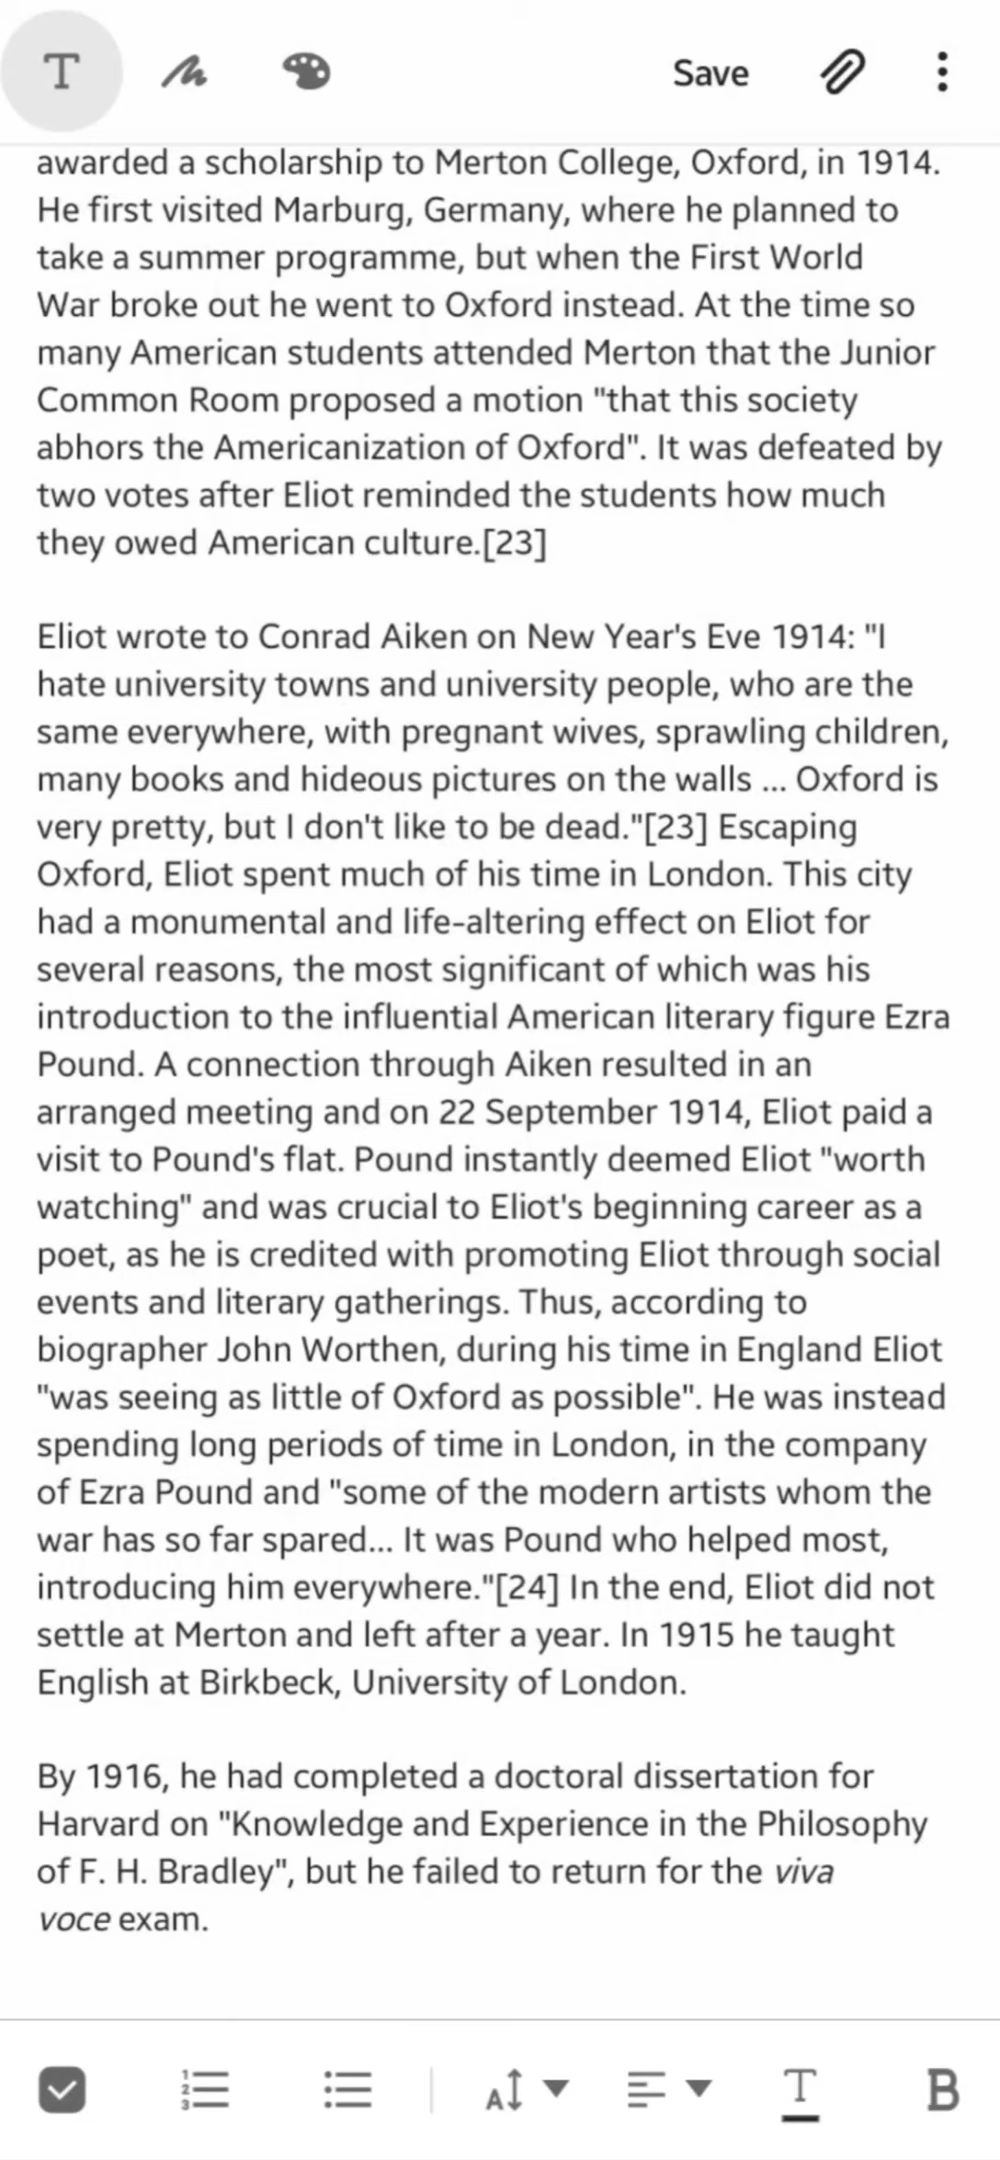 T
Save
awarded a scholarship to Merton College, Oxford, in 1914.
He first visited Marburg, Germany, where he planned to
take a summer programme, but when the First World
War broke out he went to Oxford instead. At the time so
many American students attended Merton that the Junior
Common Room proposed a motion "that this society
abhors the Americanization of Oxford". It was defeated by
two votes after Eliot reminded the students how much
they owed American culture.[23]
Eliot wrote to Conrad Aiken on New Year's Eve 1914: "I
hate university towns and university people, who are the
same everywhere, with pregnant wives, sprawling children,
many books and hideous pictures on the walls ... Oxford is
very pretty, but I don't like to be dead."[23] Escaping
Oxford, Eliot spent much of his time in London. This city
had a monumental and life-altering effect on Eliot for
several reasons, the most significant of which was his
introduction to the influential American literary figure Ezra
Pound. A connection through Aiken resulted in an
arranged meeting and on 22 September 1914, Eliot paid a
visit to Pound's flat. Pound instantly deemed Eliot "worth
watching" and was crucial to Eliot's beginning career as a
poet, as he is credited with promoting Eliot through social
events and literary gatherings. Thus, according to
biographer John Worthen, during his time in England Eliot
"was seeing as little of Oxford as possible". He was instead
spending long periods of time in London, in the company
of Ezra Pound and "some of the modern artists whom the
war has so far spared... It was Pound who helped most,
introducing him everywhere."[24] In the end, Eliot did not
settle at Merton and left after a year. In 1915 he taught
English at Birkbeck, University of London.
By 1916, he had completed a doctoral dissertation for
Harvard on "Knowledge and Experience in the Philosophy
of F. H. Bradley", but he failed to return for the viva
voce exam.
1
2
3
A
T
B